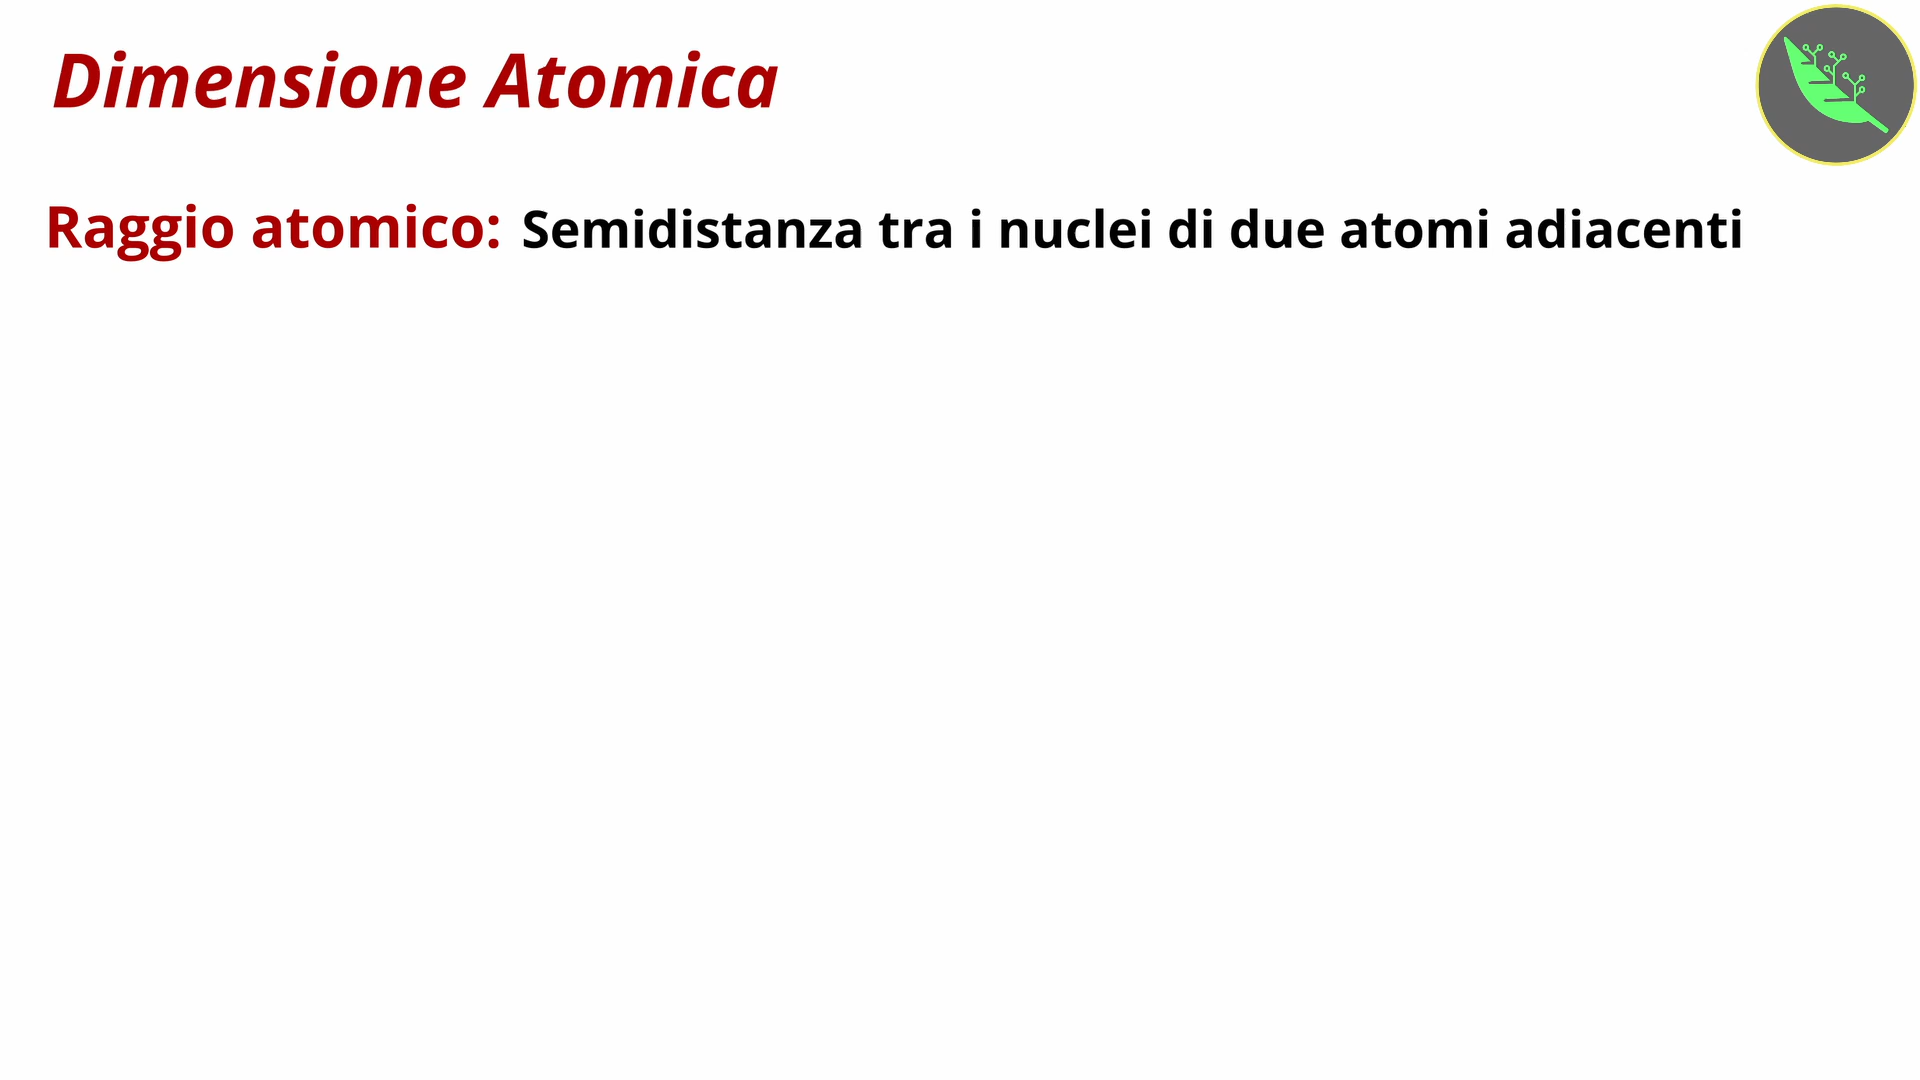 Dimensione Atomica
Raggio atomico: Semidistanza tra i nuclei di due atomi adiacenti